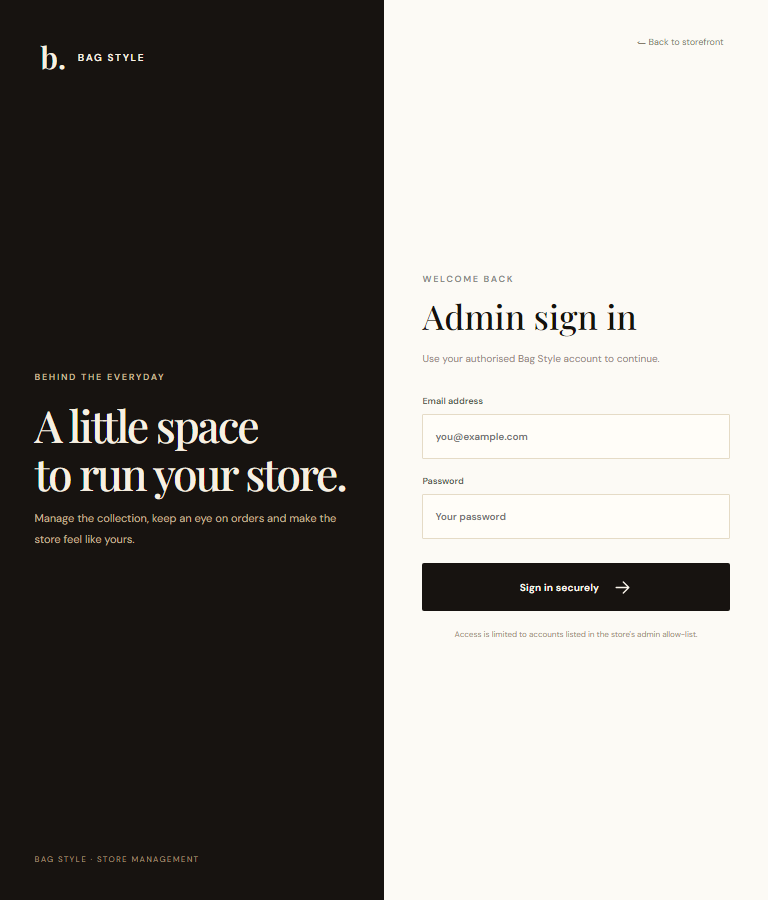 b. BAG STYLE
BEHIND THE EVERYDAY
A little space
to run your store.
Manage the collection, keep an eye on orders and make the
store feel like yours.
BAG STYLE · STORE MANAGEMENT
← Back to storefront
WELCOME BACK
Admin sign in
Use your authorised Bag Style account to continue.
Email address
you@example.com
Password
Your password
Sign in securely →
Access is limited to accounts listed in the store's admin allow-list.